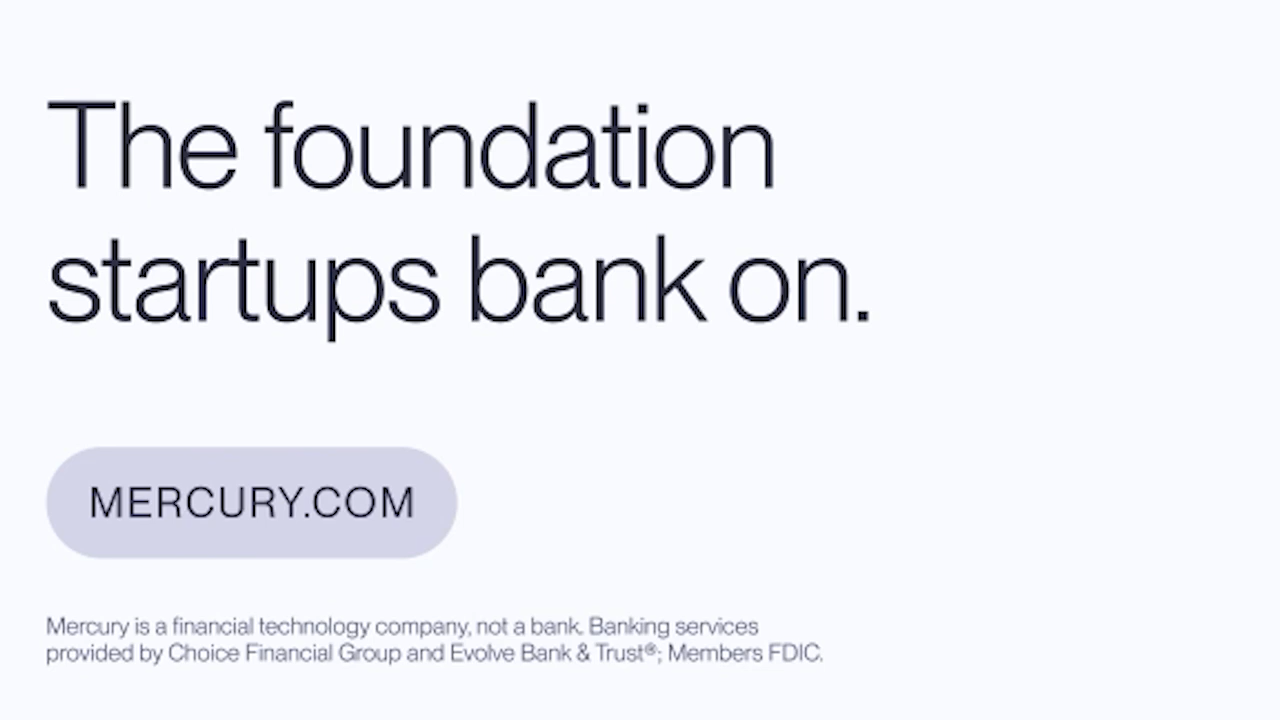 The foundation
startups bank on.
MERCURY.COM
Mercury is a financial technology company, not a bank. Banking services
provided by Choice Financial Group and Evolve Bank & Trust®; Members FDIC.